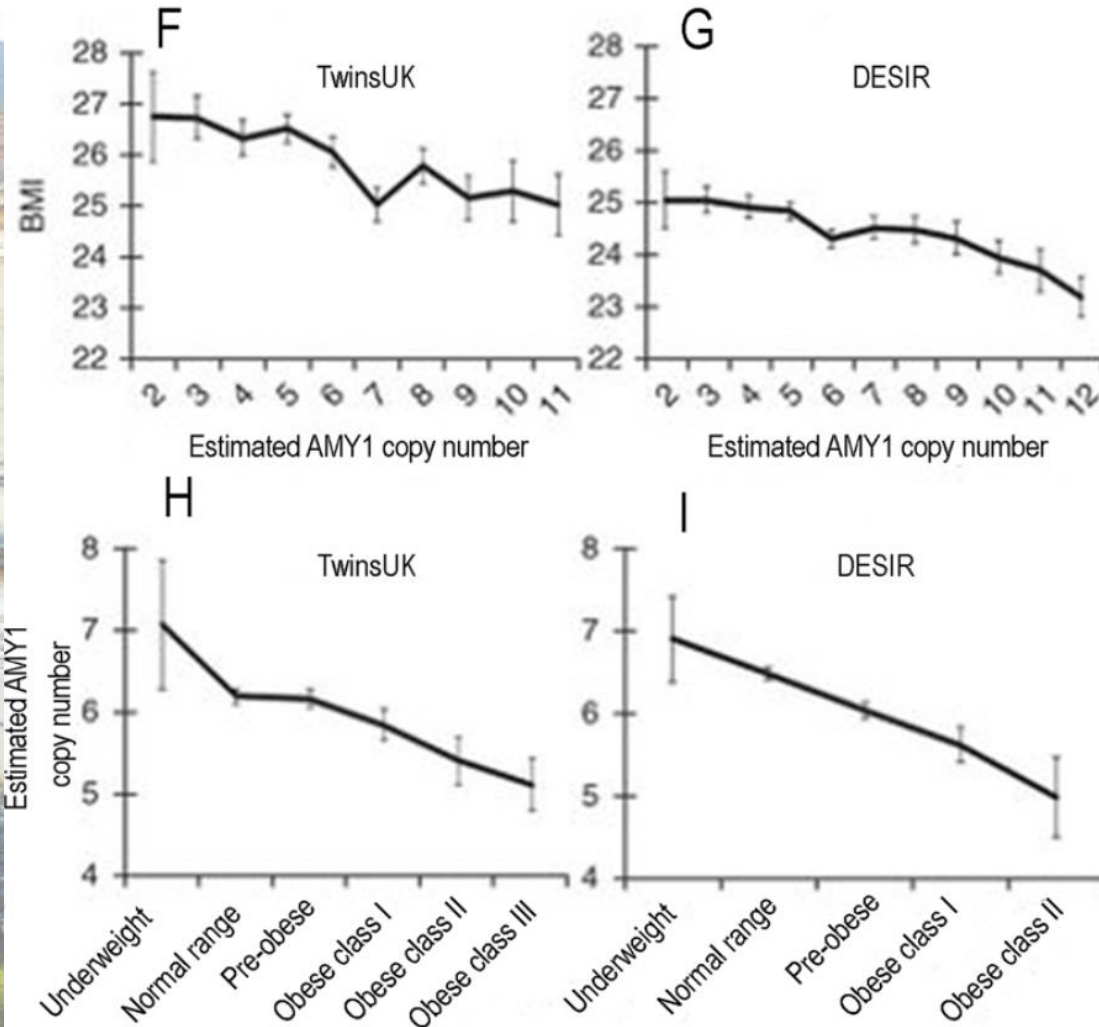 F
TwinsUK
28
27
26
25
24
23
22
BMI
2 3 4 5 6 7 8 9 10 11
Estimated AMY1 copy number
G
DESIR
28
27
26
25
24
23
22
2 3 4 5 6 7 8 9 10 11 12
Estimated AMY1 copy number
H
TwinsUK
8
7
6
5
4
Estimated AMY1
copy number
Underweight
Normal range
Pre-obese
Obese class I
Obese class II
Obese class III
I
DESIR
8
7
6
5
4
Underweight
Normal range
Pre-obese
Obese class I
Obese class II